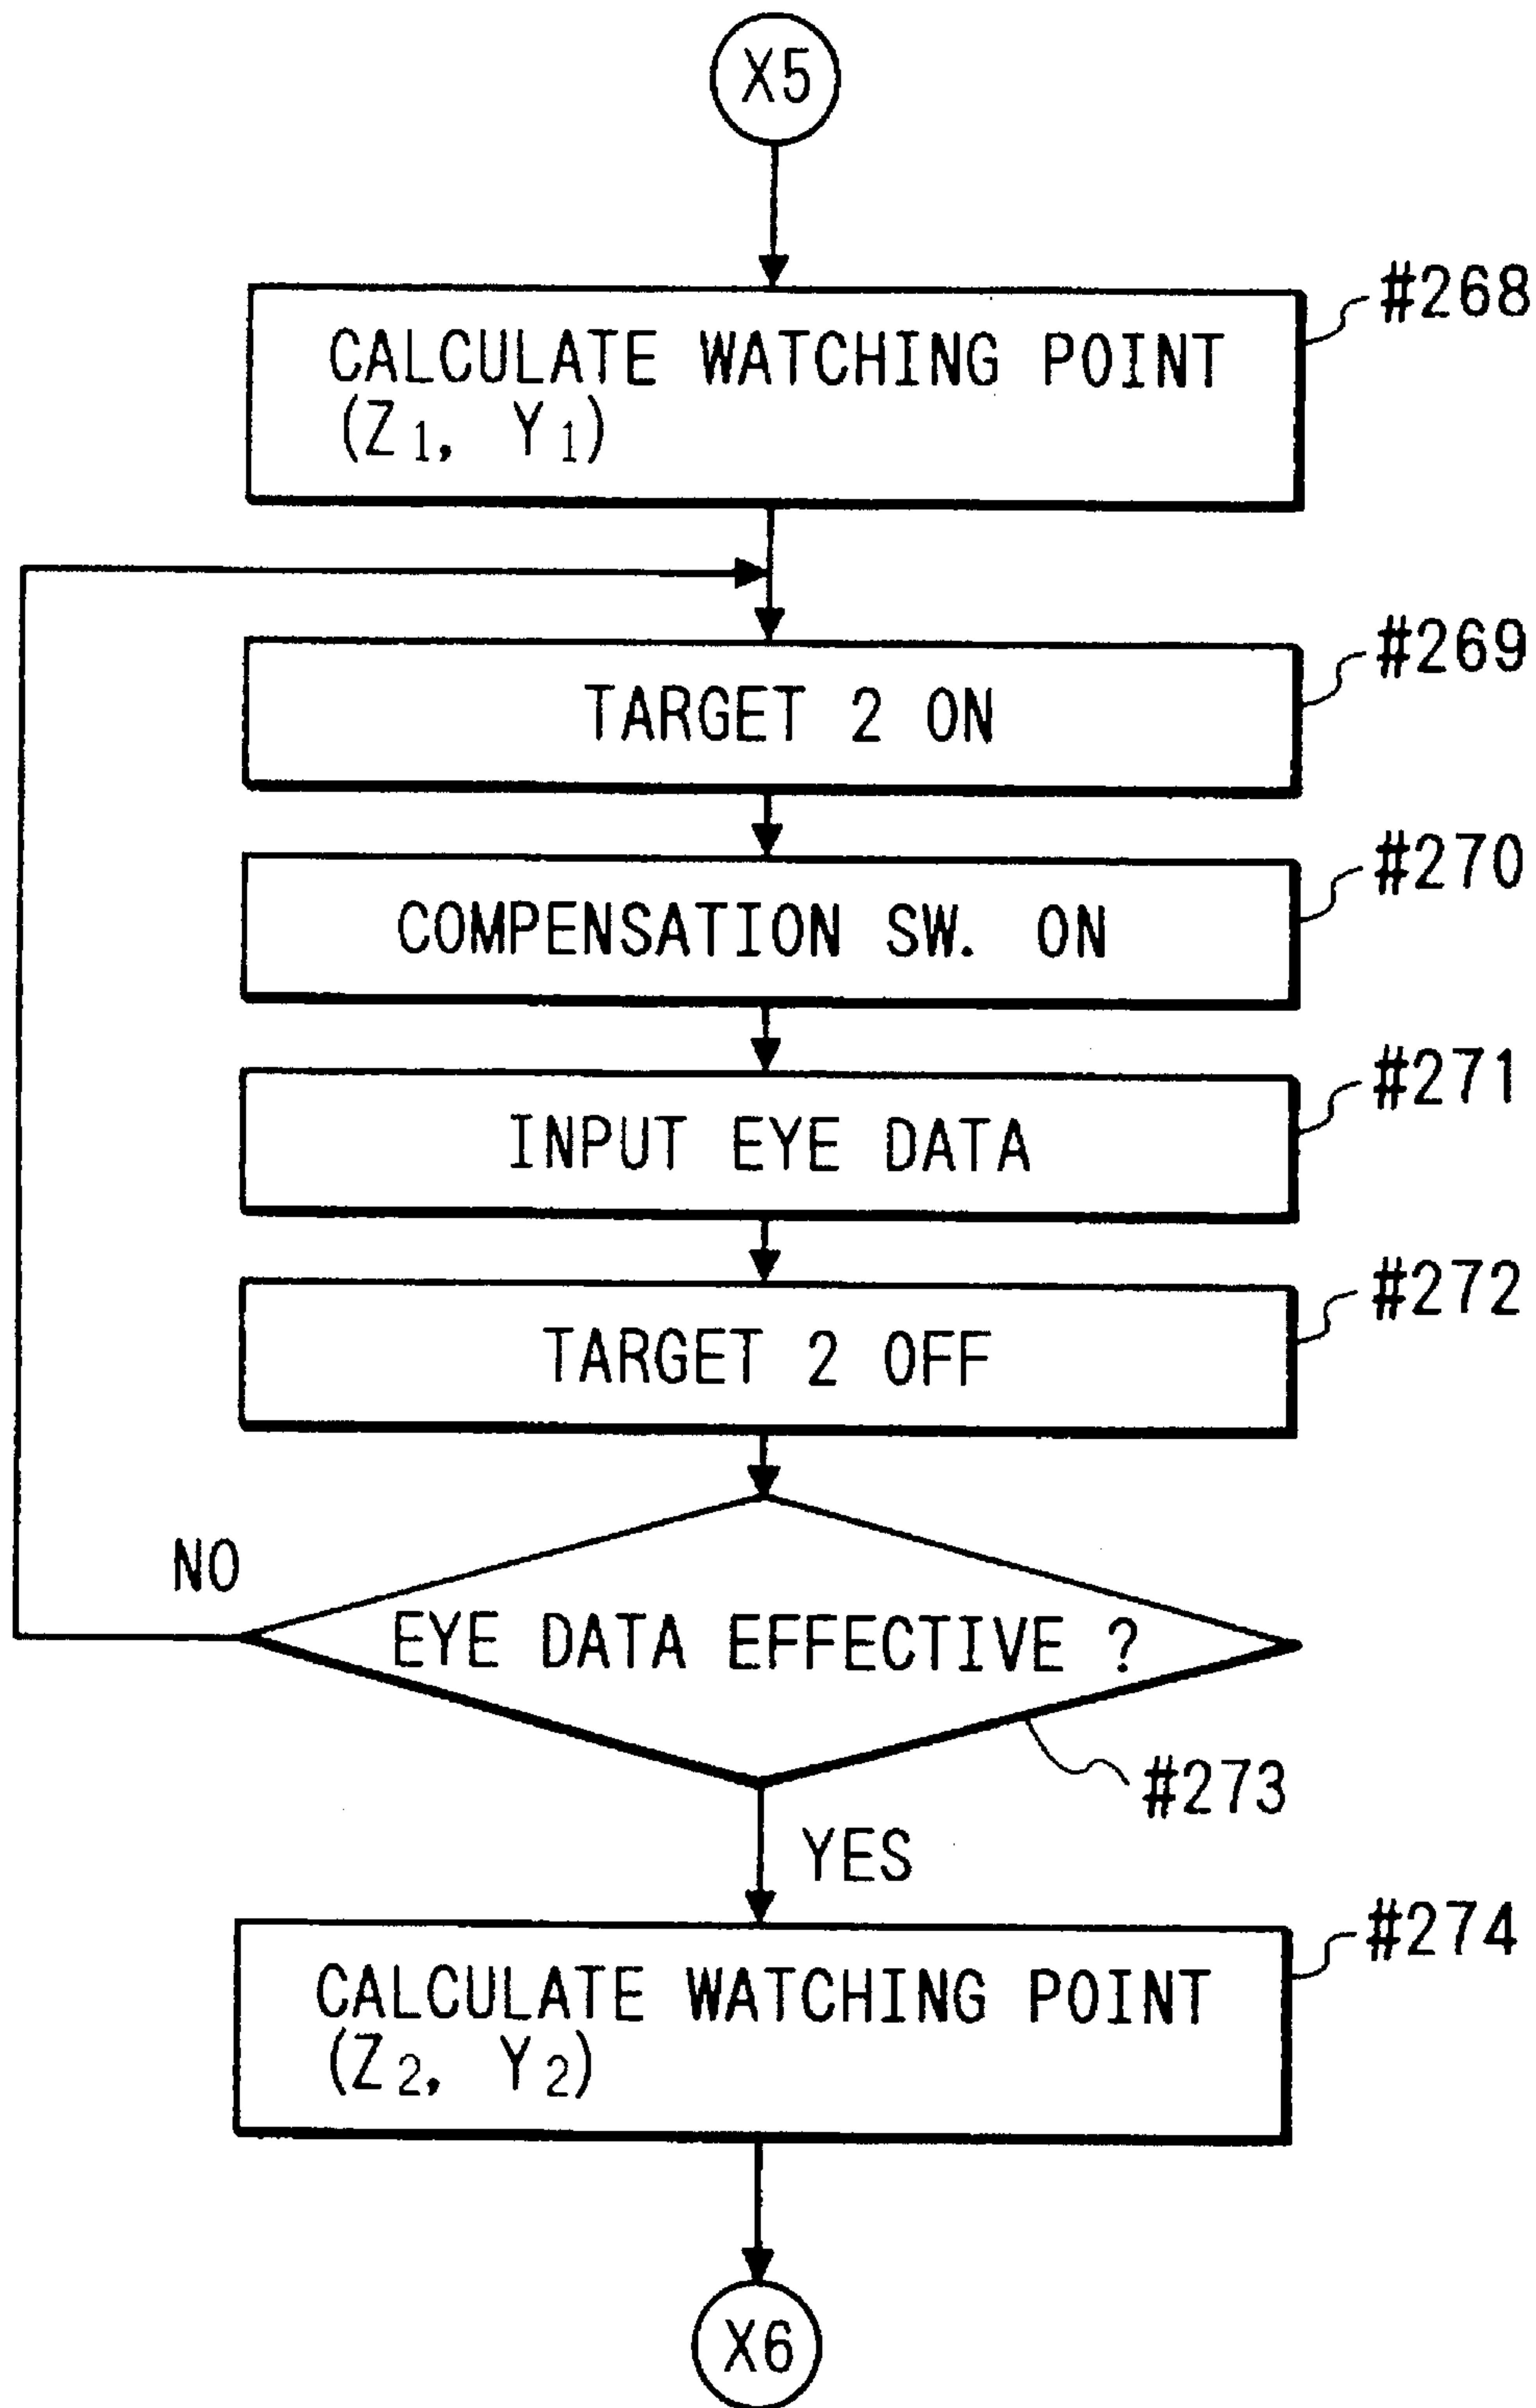 X5
#268
CALCULATE WATCHING POINT
(Z1, Y1)
#269
TARGET 2 ON
#270
COMPENSATION SW. ON
#271
INPUT EYE DATA
#272
TARGET 2 OFF
NO
EYE DATA EFFECTIVE ?
#273
YES
#274
CALCULATE WATCHING POINT
(Z2, Y2)
X6